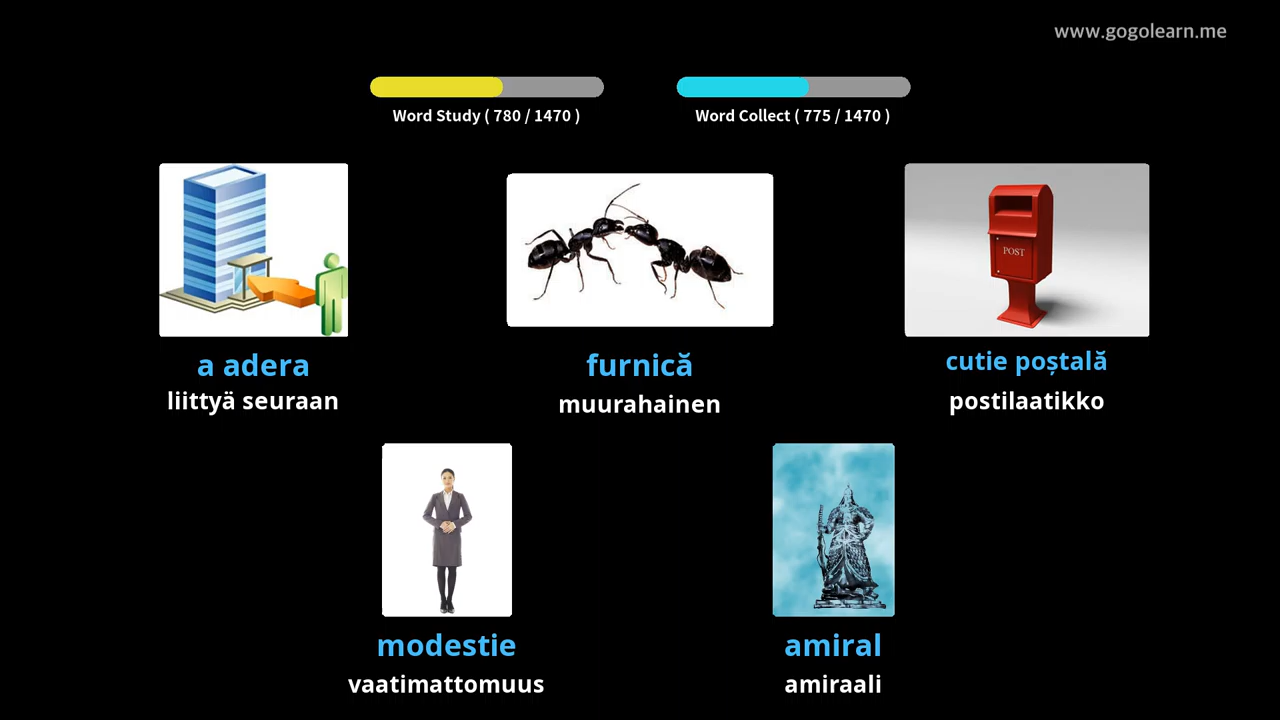 www.gogolearn.me
Word Study ( 780 / 1470 )
Word Collect ( 775 / 1470 )
POST
a adera
liittyä seuraan
furnică
muurahainen
cutie poștală
postilaatikko
modestie
vaatimattomuus
amiral
amiraali